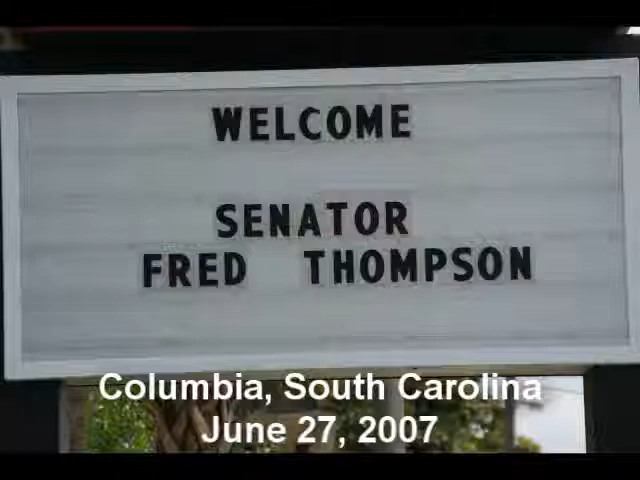 WELCOME
SENATOR
FRED THOMPSON
Columbia, South Carolina
June 27, 2007